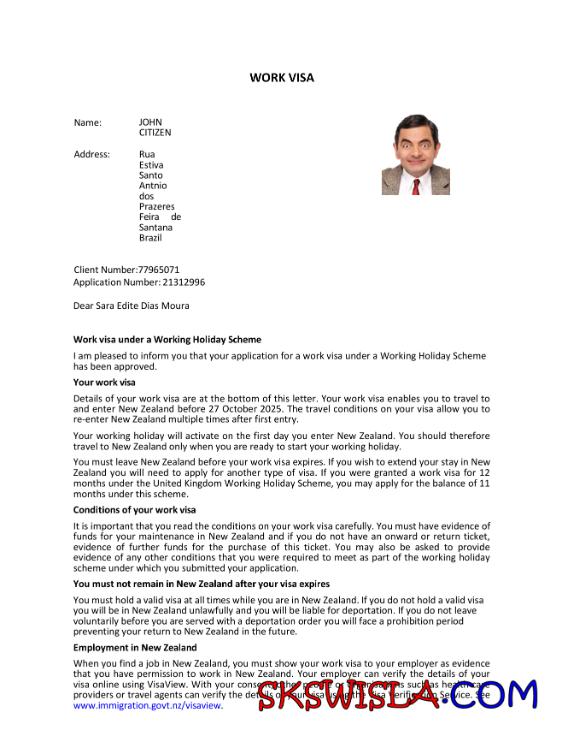 WORK VISA
Name: JOHN
CITIZEN
Address: Rua
Estiva
Santo
Antnio
dos
Prazeres
Feira de
Santana
Brazil
Client Number:77965071
Application Number: 21312996
Dear Sara Edite Dias Moura
Work visa under a Working Holiday Scheme
I am pleased to inform you that your application for a work visa under a Working Holiday Scheme
has been approved.
Your work visa
Details of your work visa are at the bottom of this letter. Your work visa enables you to travel to
and enter New Zealand before 27 October 2025. The travel conditions on your visa allow you to
re-enter New Zealand multiple times after first entry.
Your working holiday will activate on the first day you enter New Zealand. You should therefore
travel to New Zealand only when you are ready to start your working holiday.
You must leave New Zealand before your work visa expires. If you wish to extend your stay in New
Zealand you will need to apply for another type of visa. If you were granted a work visa for 12
months under the United Kingdom Working Holiday Scheme, you may apply for the balance of 11
months under this scheme.
Conditions of your work visa
It is important that you read the conditions on your work visa carefully. You must have evidence of
funds for your maintenance in New Zealand and if you do not have an onward or return ticket,
evidence of further funds for the purchase of this ticket. You may also be asked to provide
evidence of any other conditions that you were required to meet as part of the working holiday
scheme under which you submitted your application.
You must not remain in New Zealand after your visa expires
You must hold a valid visa at all times while you are in New Zealand. If you do not hold a valid visa
you will be in New Zealand unlawfully and you will be liable for deportation. If you do not leave
voluntarily before you are served with a deportation order you will face a prohibition period
preventing your return to New Zealand in the future.
Employment in New Zealand
When you find a job in New Zealand, you must show your work visa to your employer as evidence
that you have permission to work in New Zealand. Your employer can verify the details of your
visa online using VisaView. With your consent other people or organisations such as healthcare
providers or travel agents can verify the details of your visa using the Visa Verification Service. See
www.immigration.govt.nz/visaview.
SKSWISLA.COM